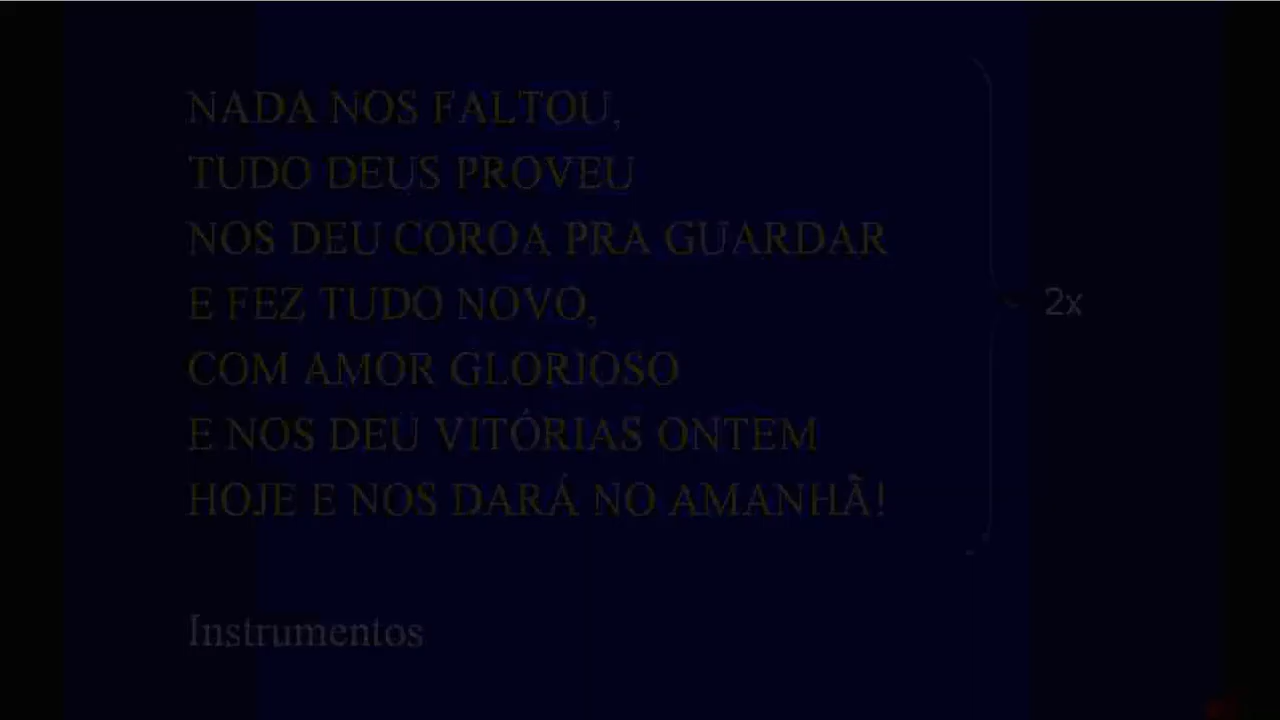 NADA NOS FALTOU,
TUDO DEUS PROVEU
NOS DEU COROA PRA GUARDAR
E FEZ TUDO NOVO,
2x
COM AMOR GLORIOSO
E NOS DEU VITÓRIAS ONTEM
HOJE E NOS DARÁ NO AMANHÃ!
Instrumentos